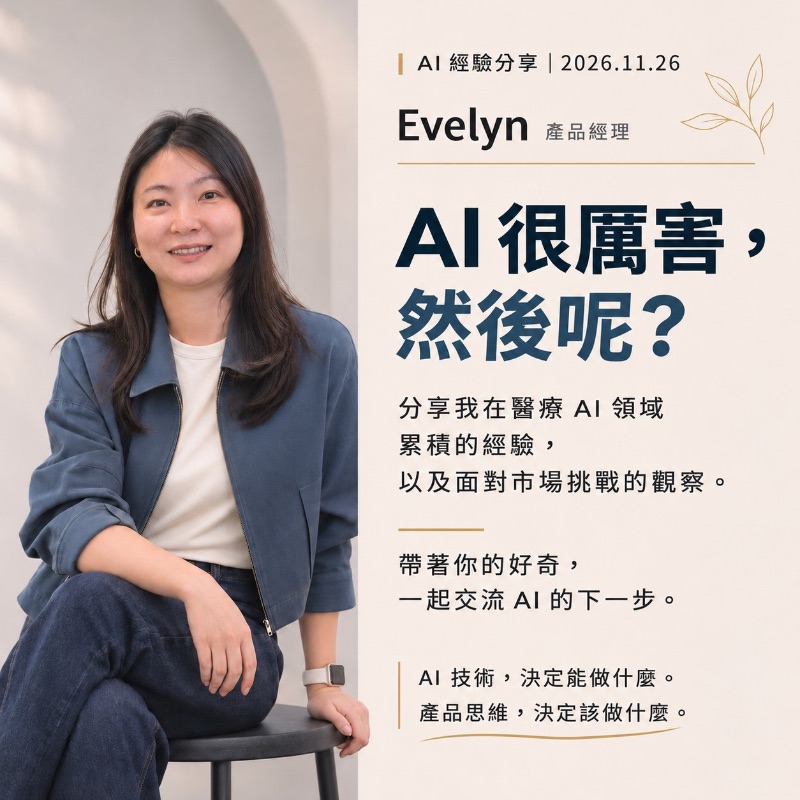 AI 經驗分享｜2026.11.26
Evelyn 產品經理
AI 很厲害，
然後呢？
分享我在醫療 AI 領域
累積的經驗，
以及面對市場挑戰的觀察。
帶著你的好奇，
一起交流 AI 的下一步。
AI 技術，決定能做什麼。
產品思維，決定該做什麼。